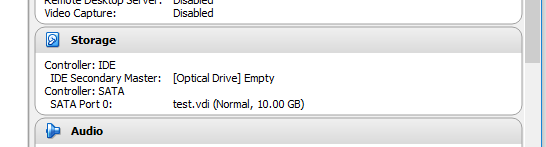 Remote Desktop Server: Disabled
Video Capture: Disabled
Storage
Controller: IDE
IDE Secondary Master: [Optical Drive] Empty
Controller: SATA
SATA Port 0: test.vdi (Normal, 10.00 GB)
Audio